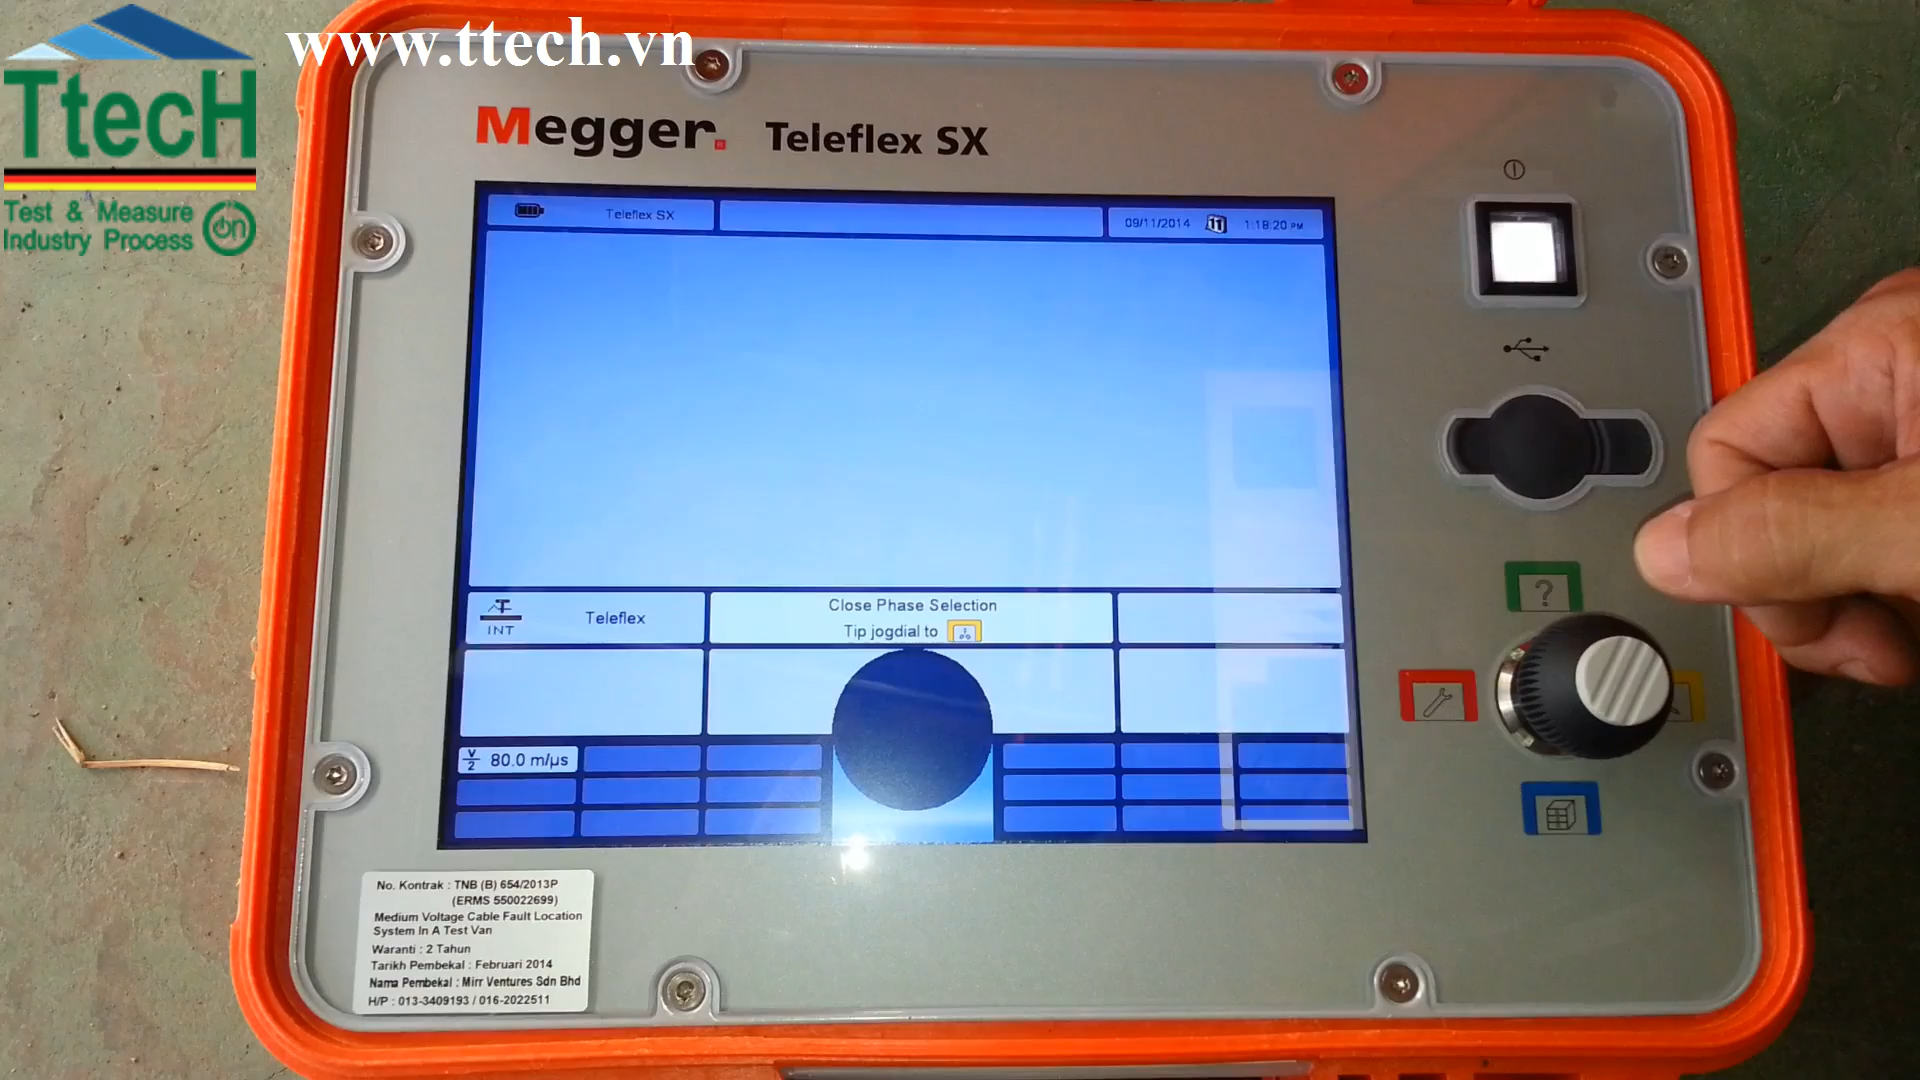 www.ttech.vn
TtecH
Test & Measure
Industry Process
on
Megger. Teleflex SX
Teleflex SX
09/11/2014 11 1:18:20 PM
INT
Teleflex
Close Phase Selection
Tip jogdial to
?
V/2 80.0 m/µs
No. Kontrak : TNB (B) 654/2013P
(ERMS 550022699)
Medium Voltage Cable Fault Location
System In A Test Van
Waranti : 2 Tahun
Tarikh Pembekal : Februari 2014
Nama Pembekal : Mirr Ventures Sdn Bhd
H/P : 013-3409193 / 016-2022511